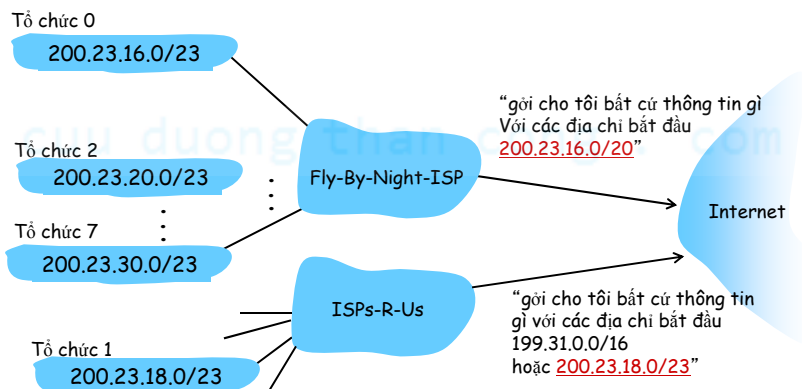 Tổ chức 0
200.23.16.0/23
Tổ chức 2
200.23.20.0/23
Tổ chức 7
200.23.30.0/23
Tổ chức 1
200.23.18.0/23
Fly-By-Night-ISP
ISPs-R-Us
“gởi cho tôi bất cứ thông tin gì
Với các địa chỉ bắt đầu
200.23.16.0/20”
“gởi cho tôi bất cứ thông tin
gì với các địa chỉ bắt đầu
199.31.0.0/16
hoặc 200.23.18.0/23”
Internet
cuu duong than com